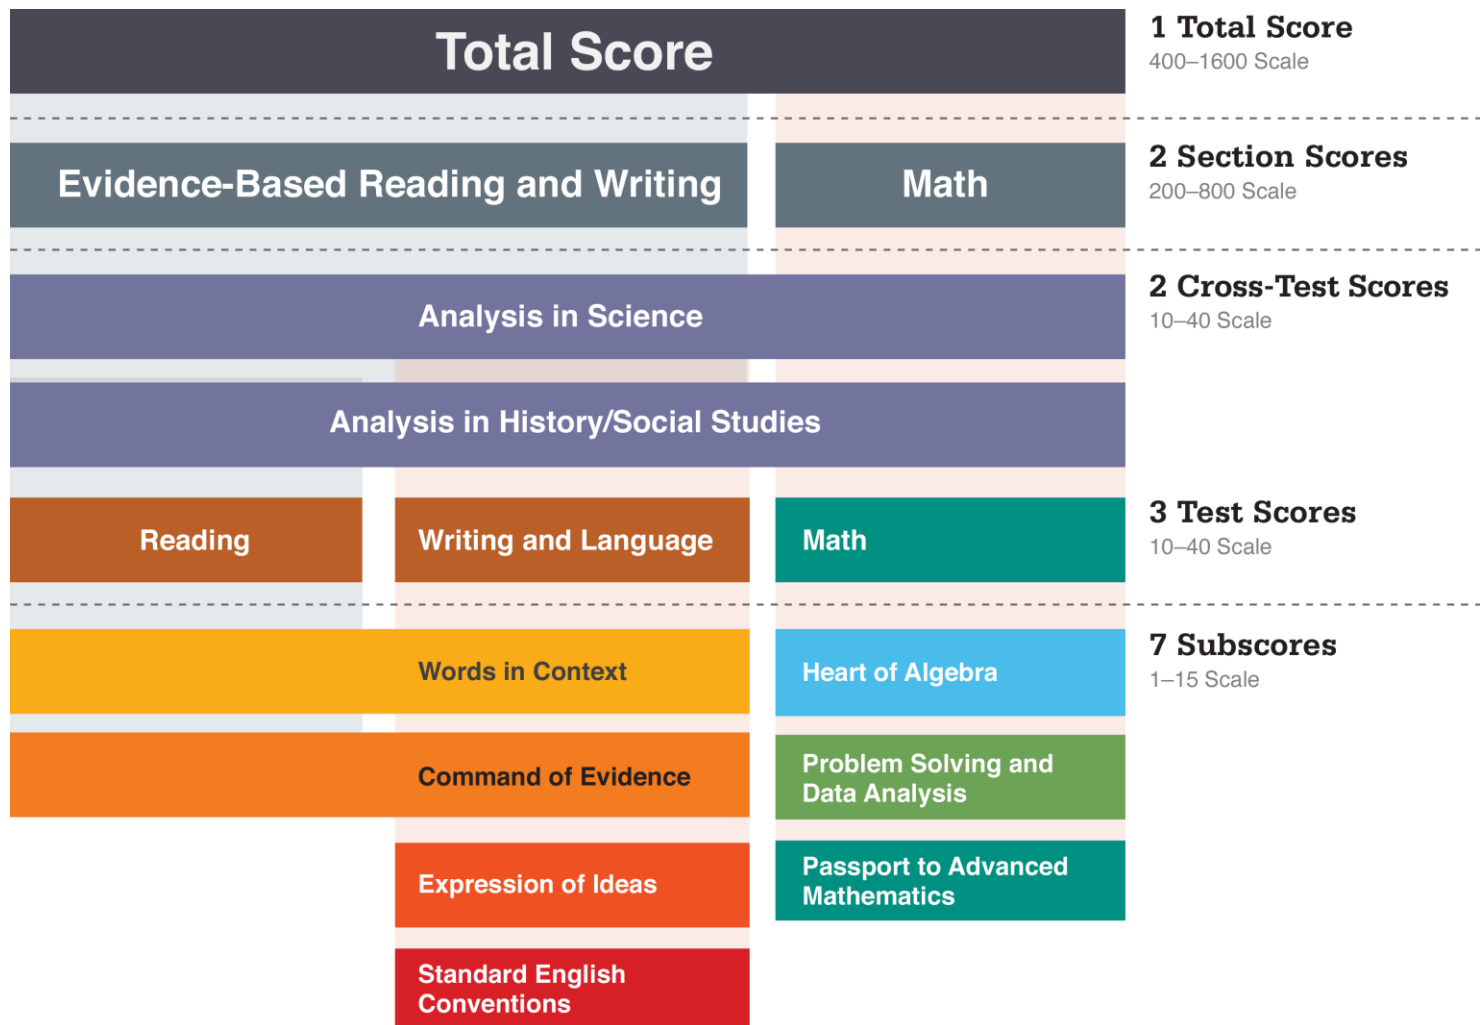 Total Score
1 Total Score
400–1600 Scale
Evidence-Based Reading and Writing
Math
2 Section Scores
200–800 Scale
Analysis in Science
2 Cross-Test Scores
10–40 Scale
Analysis in History/Social Studies
Reading
Writing and Language
Math
3 Test Scores
10–40 Scale
Words in Context
Heart of Algebra
7 Subscores
1–15 Scale
Command of Evidence
Problem Solving and
Data Analysis
Expression of Ideas
Passport to Advanced
Mathematics
Standard English
Conventions